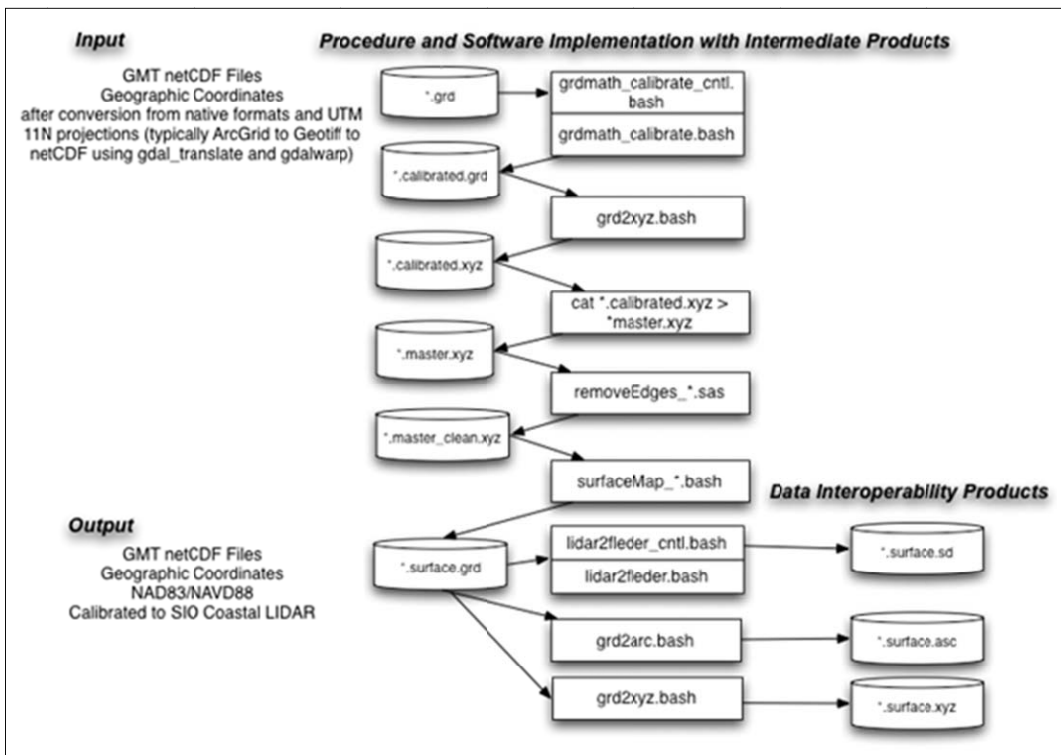 Input
Procedure and Software Implementation with Intermediate Products
GMT netCDF Files
Geographic Coordinates
after conversion from native formats and UTM
11N projections (typically ArcGrid to Geotiff to
netCDF using gdal_translate and gdalwarp)
*.grd
grdmath_calibrate_cntl.
bash
grdmath_calibrate.bash
*.calibrated.grd
grd2xyz.bash
*.calibrated.xyz
cat *.calibrated.xyz >
*master.xyz
*.master.xyz
removeEdges_*.sas
*.master_clean.xyz
surfaceMap_*.bash
Data Interoperability Products
Output
GMT netCDF Files
Geographic Coordinates
NAD83/NAVD88
Calibrated to SIO Coastal LIDAR
*.surface.grd
lidar2fleder_cntl.bash
lidar2fleder.bash
*.surface.sd
grd2arc.bash
*.surface.asc
grd2xyz.bash
*.surface.xyz